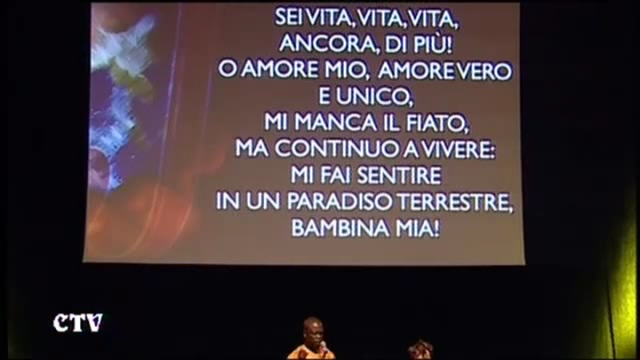 SEI VITA, VITA, VITA,
ANCORA, DI PIÙ!
O AMORE MIO, AMORE VERO
E UNICO,
MI MANCA IL FIATO,
MA CONTINUO A VIVERE:
MI FAI SENTIRE
IN UN PARADISO TERRESTRE,
BAMBINA MIA!
CTV